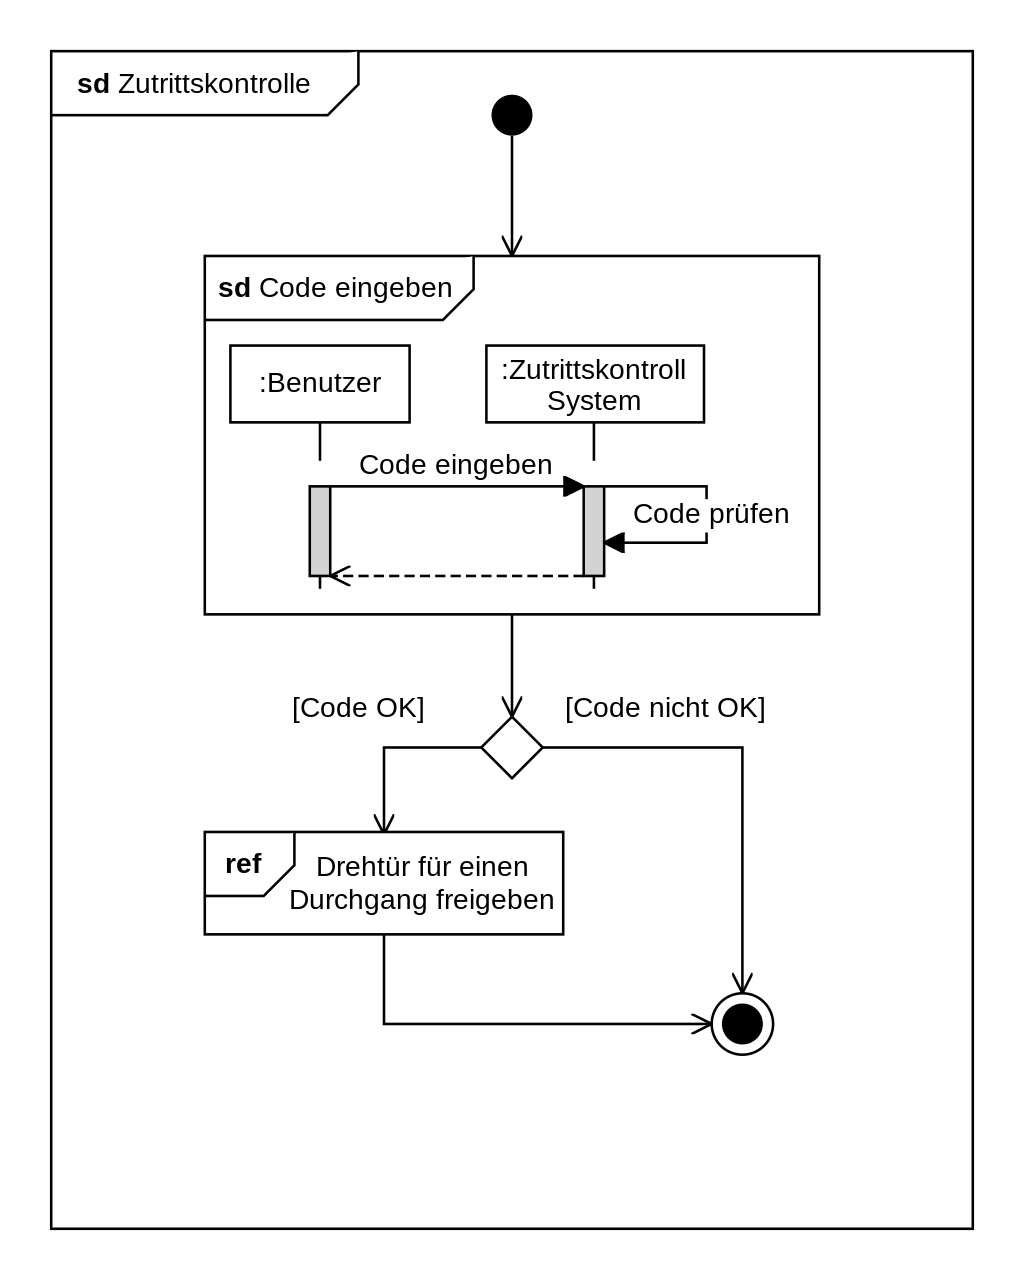 sd Zutrittskontrolle
sd Code eingeben
:Benutzer
:Zutrittskontroll
System
Code eingeben
Code prüfen
[Code OK]
[Code nicht OK]
ref
Drehtür für einen
Durchgang freigeben